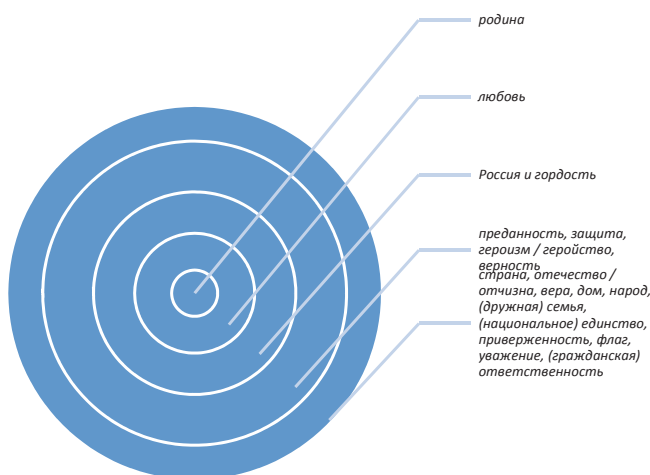 родина
любовь
Россия и гордость
преданность, защита,
героизм / геройство,
верность
страна, отечество /
отчизна, вера, дом, народ,
(дружная) семья,
(национальное) единство,
приверженность, флаг,
уважение, (гражданская)
ответственность